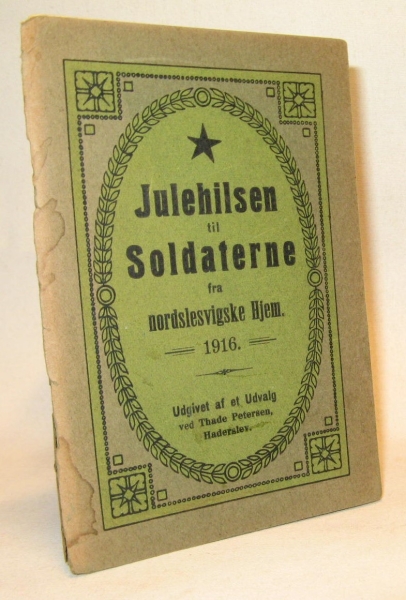 Julehilsen
til
Soldaterne
fra
nordslesvigske Hjem.
1916.
Udgivet af et Udvalg
ved Thade Petersen,
Haderslev.